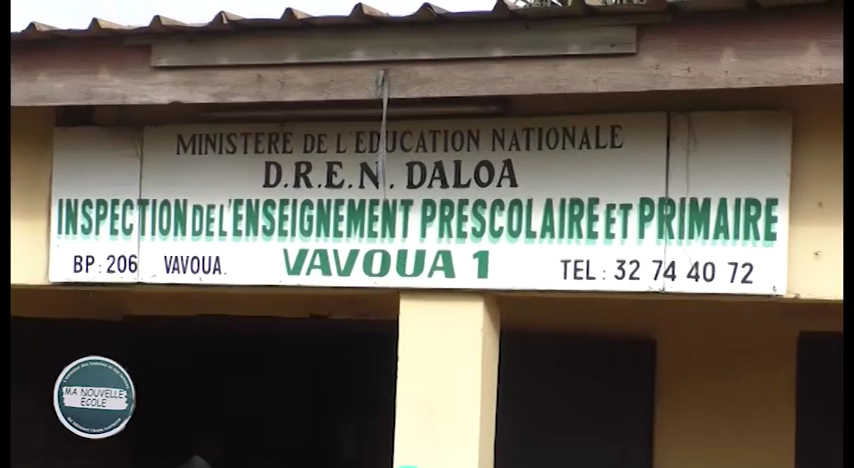 MINISTERE DE L'EDUCATION NATIONALE
D.R.E.N. DALOA
INSPECTION DE L'ENSEIGNEMENT PRESCOLAIRE ET PRIMAIRE
BP: 206 VAVOUA. VAVOUA 1 TEL: 32 74 40 72
MA NOUVELLE
ECOLE